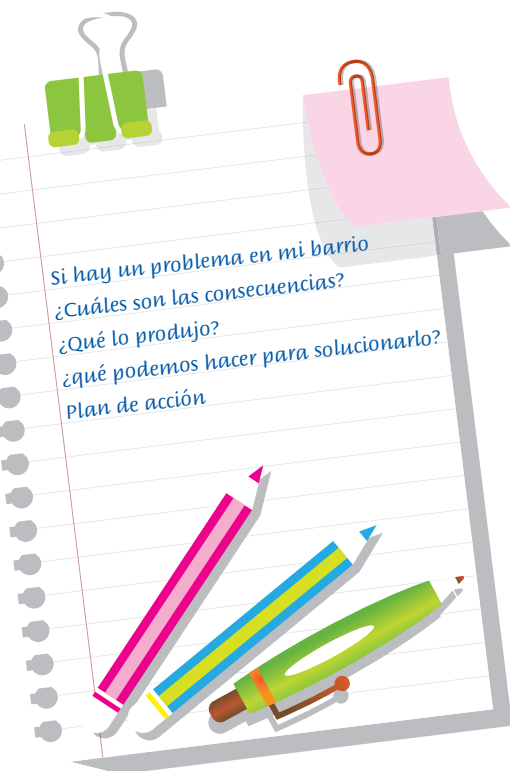 Si hay un problema en mi barrio
¿Cuáles son las consecuencias?
¿Qué lo produjo?
¿qué podemos hacer para solucionarlo?
Plan de acción